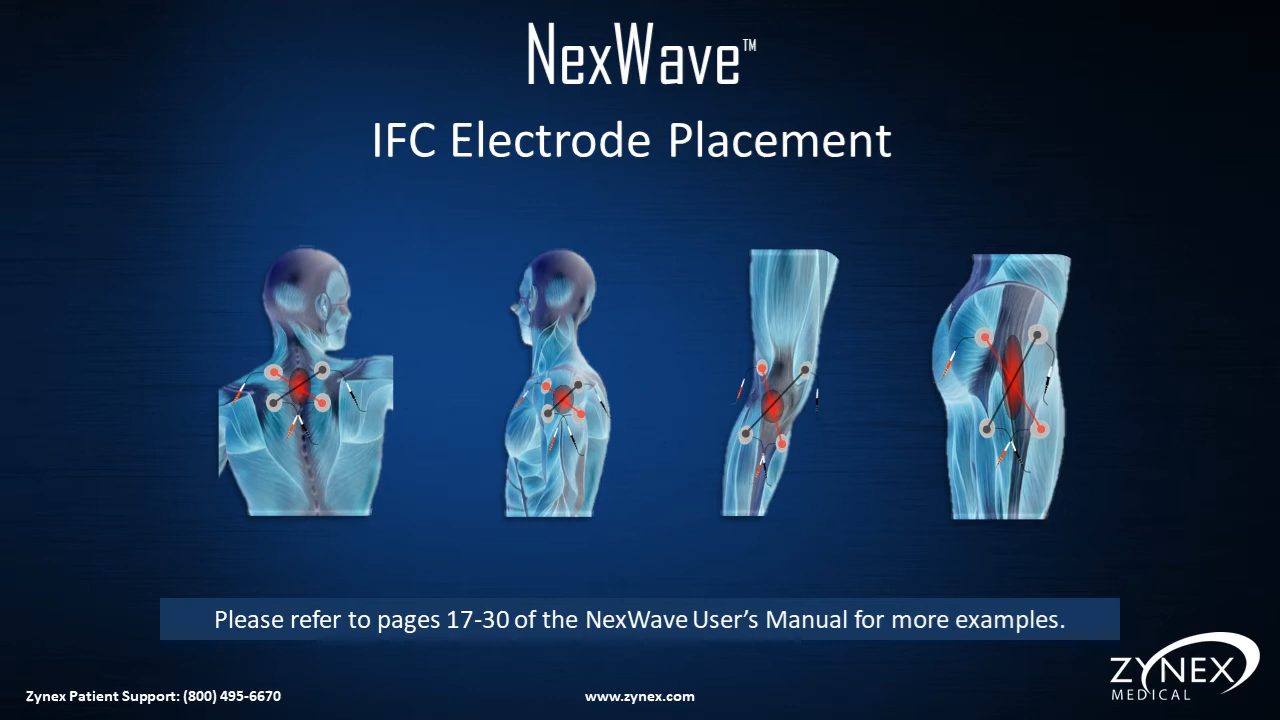 NexWave™
IFC Electrode Placement
Please refer to pages 17-30 of the NexWave User’s Manual for more examples.
ZYNEX
MEDICAL
Zynex Patient Support: (800) 495-6670
www.zynex.com